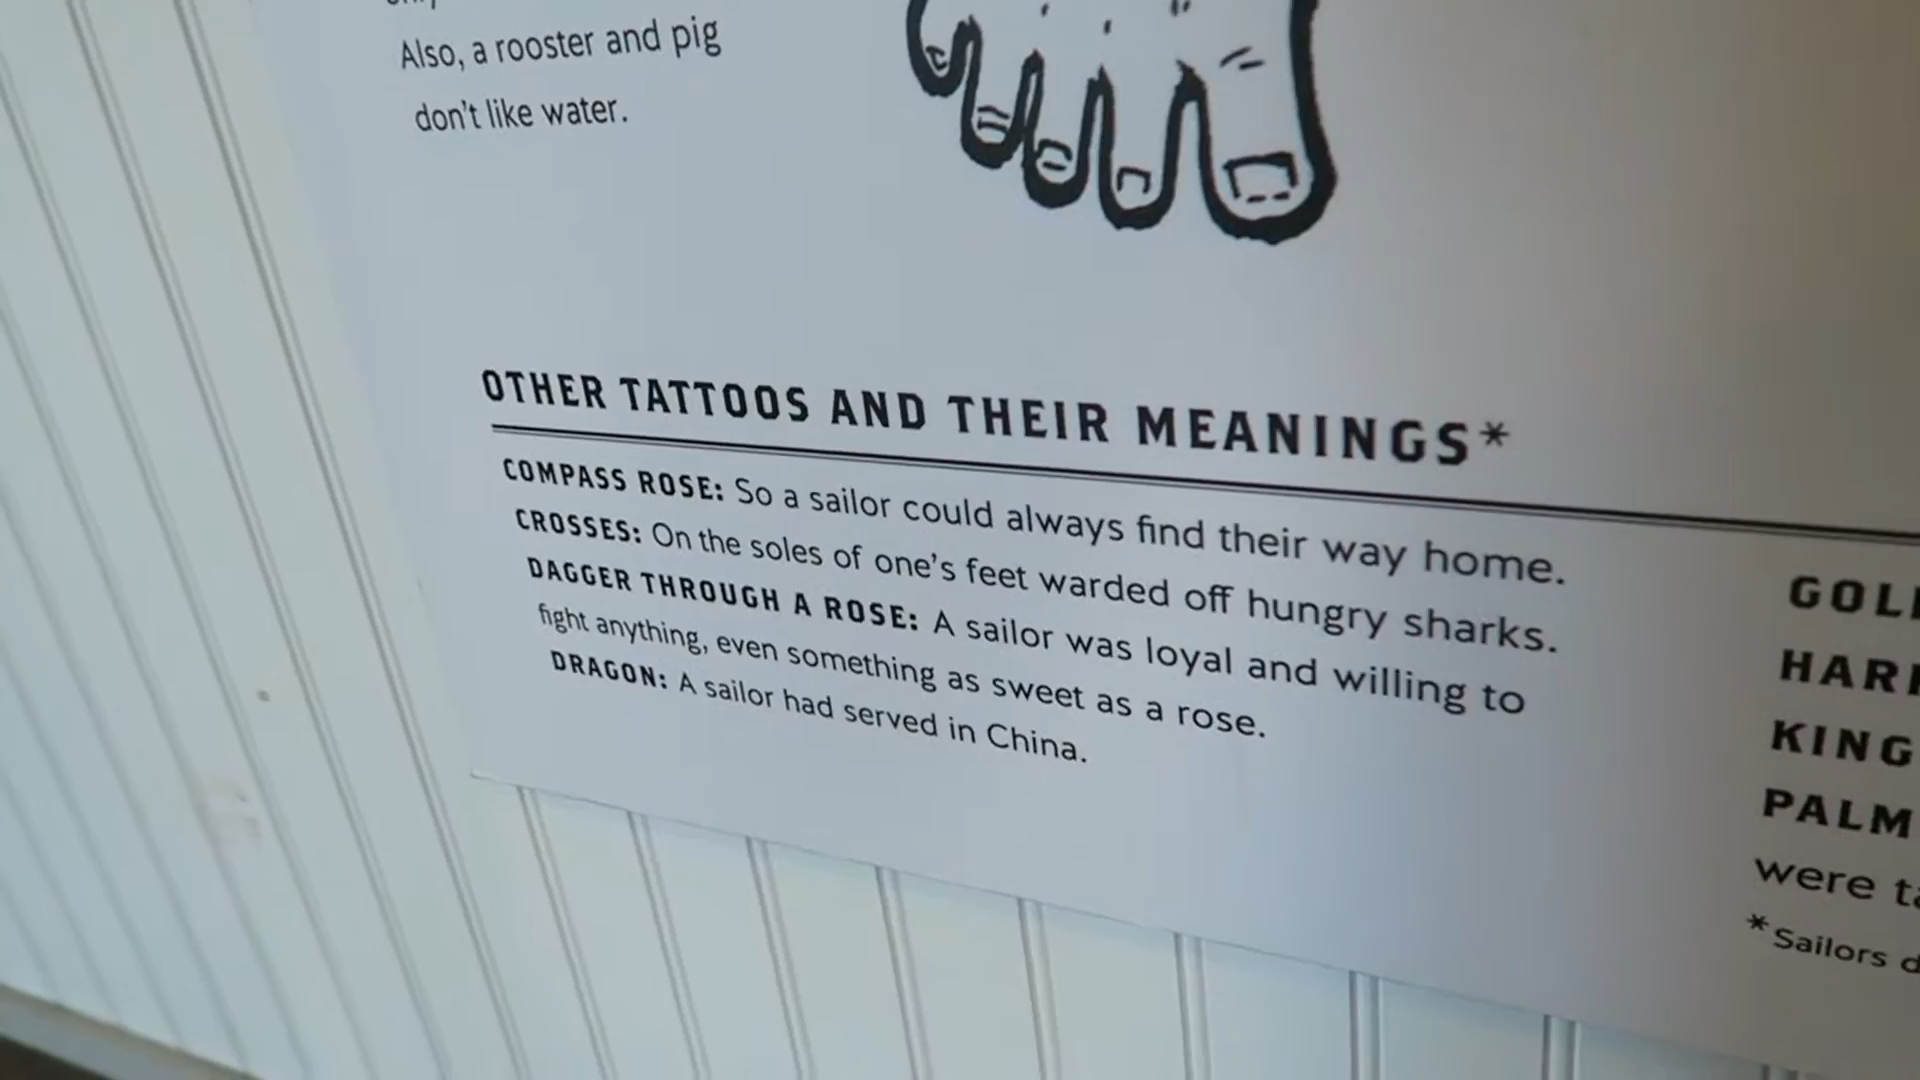 Also, a rooster and pig
don't like water.
OTHER TATTOOS AND THEIR MEANINGS*
COMPASS ROSE: So a sailor could always find their way home.
CROSSES: On the soles of one's feet warded off hungry sharks.
DAGGER THROUGH A ROSE: A sailor was loyal and willing to
fight anything, even something as sweet as a rose.
DRAGON: A sailor had served in China.
KING
PALM
were
*Sailors